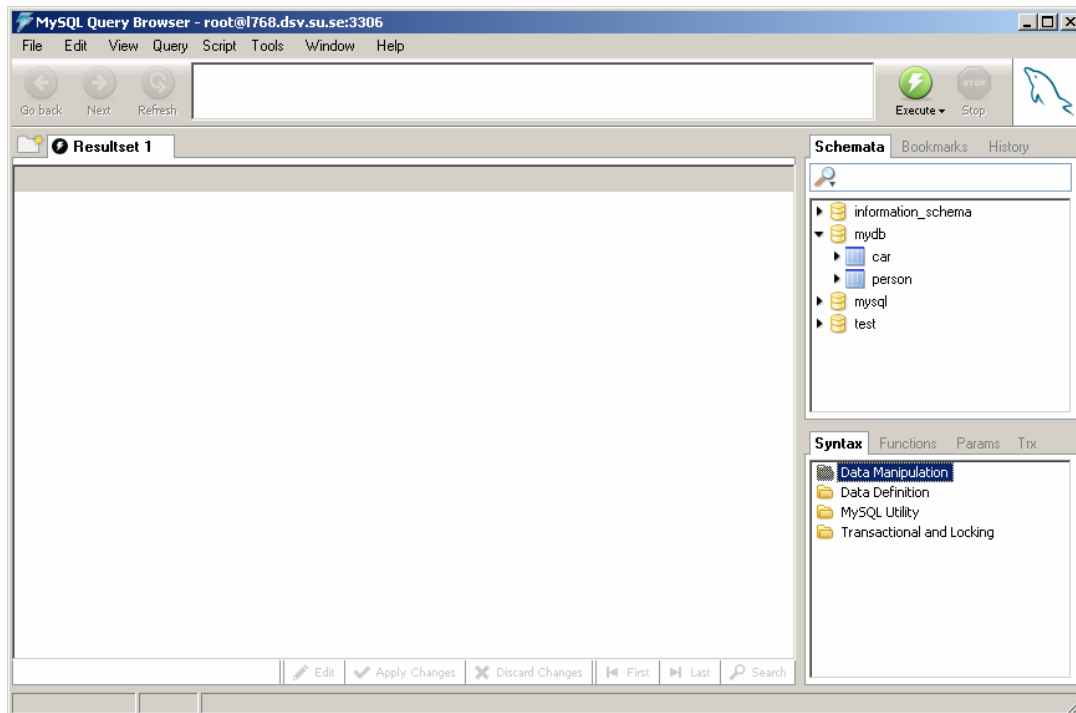 MySQL Query Browser - root@l768.dsv.su.se:3306
File Edit View Query Script Tools Window Help
Go back Next Refresh Execute STOP Stop
Resultset 1
Schemata Bookmarks History
information_schema
mydb
car
person
mysql
test
Syntax Functions Params Trx
Data Manipulation
Data Definition
MySQL Utility
Transactional and Locking
Edit Apply Changes Discard Changes First Last Search